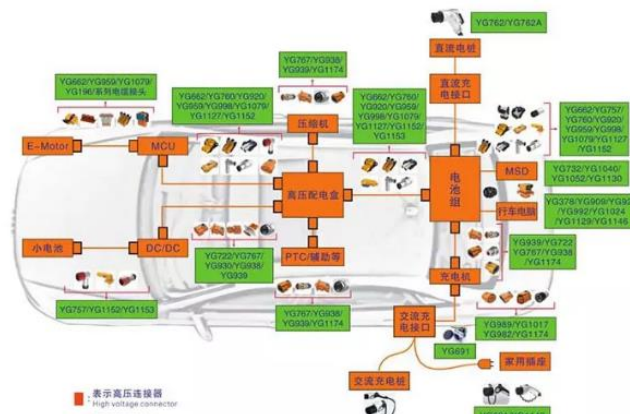 YG762/YG762A
直流电桩
直流充
电接口
YG767/YG938/
YG939/YG1174
YG662/YG959/YG1079/
YG196/系列电缆接头
YG662/YG760/YG920/
YG959/YG998/YG1079/
YG1127/YG1152
压缩机
YG662/YG760/
YG920/YG959/
YG998/YG1079/
YG1127/YG1152/
YG1153
YG662/YG757/
YG760/YG920/
YG959/YG998/
YG1079/YG1127
/YG1152
E-Motor
MCU
高压配电盒
电池组
MSD
YG732/YG1040/
YG1052/YG1130
行车电脑
YG378/YG909/YG9
YG992/YG1024
/YG1129/YG1146
小电池
DC/DC
YG722/YG767/
YG930/YG938/
YG939
PTC/辅助等
充电机
YG939/YG722
YG767/YG938
/YG1174
YG757/YG1152/YG1153
YG767/YG938/
YG939/YG1174
交流充
电接口
YG989/YG1017
YG982/YG1174
YG691
家用插座
交流充电桩
:表示高压连接器
High voltage connector